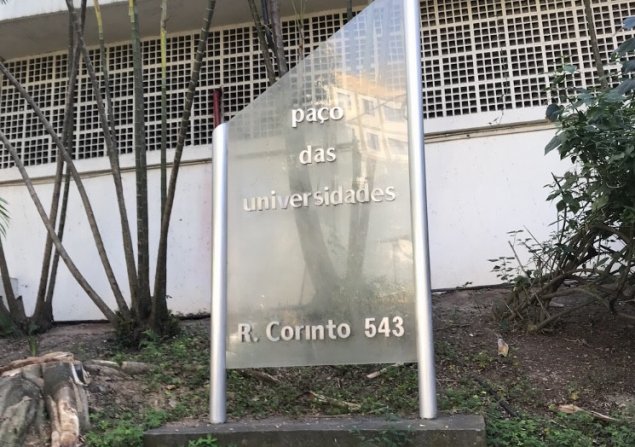 paço
das
universidades
R. Corinto 543